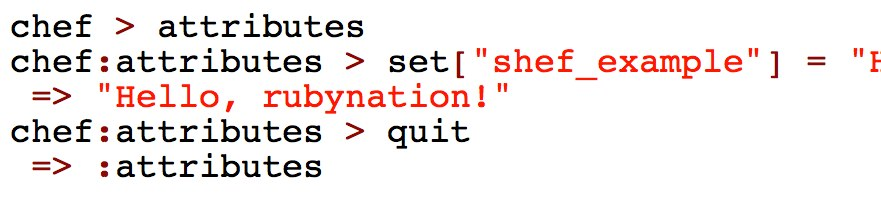 chef > attributes
chef:attributes > set["shef_example"] = "H
=> "Hello, rubynation!"
chef:attributes > quit
=> :attributes